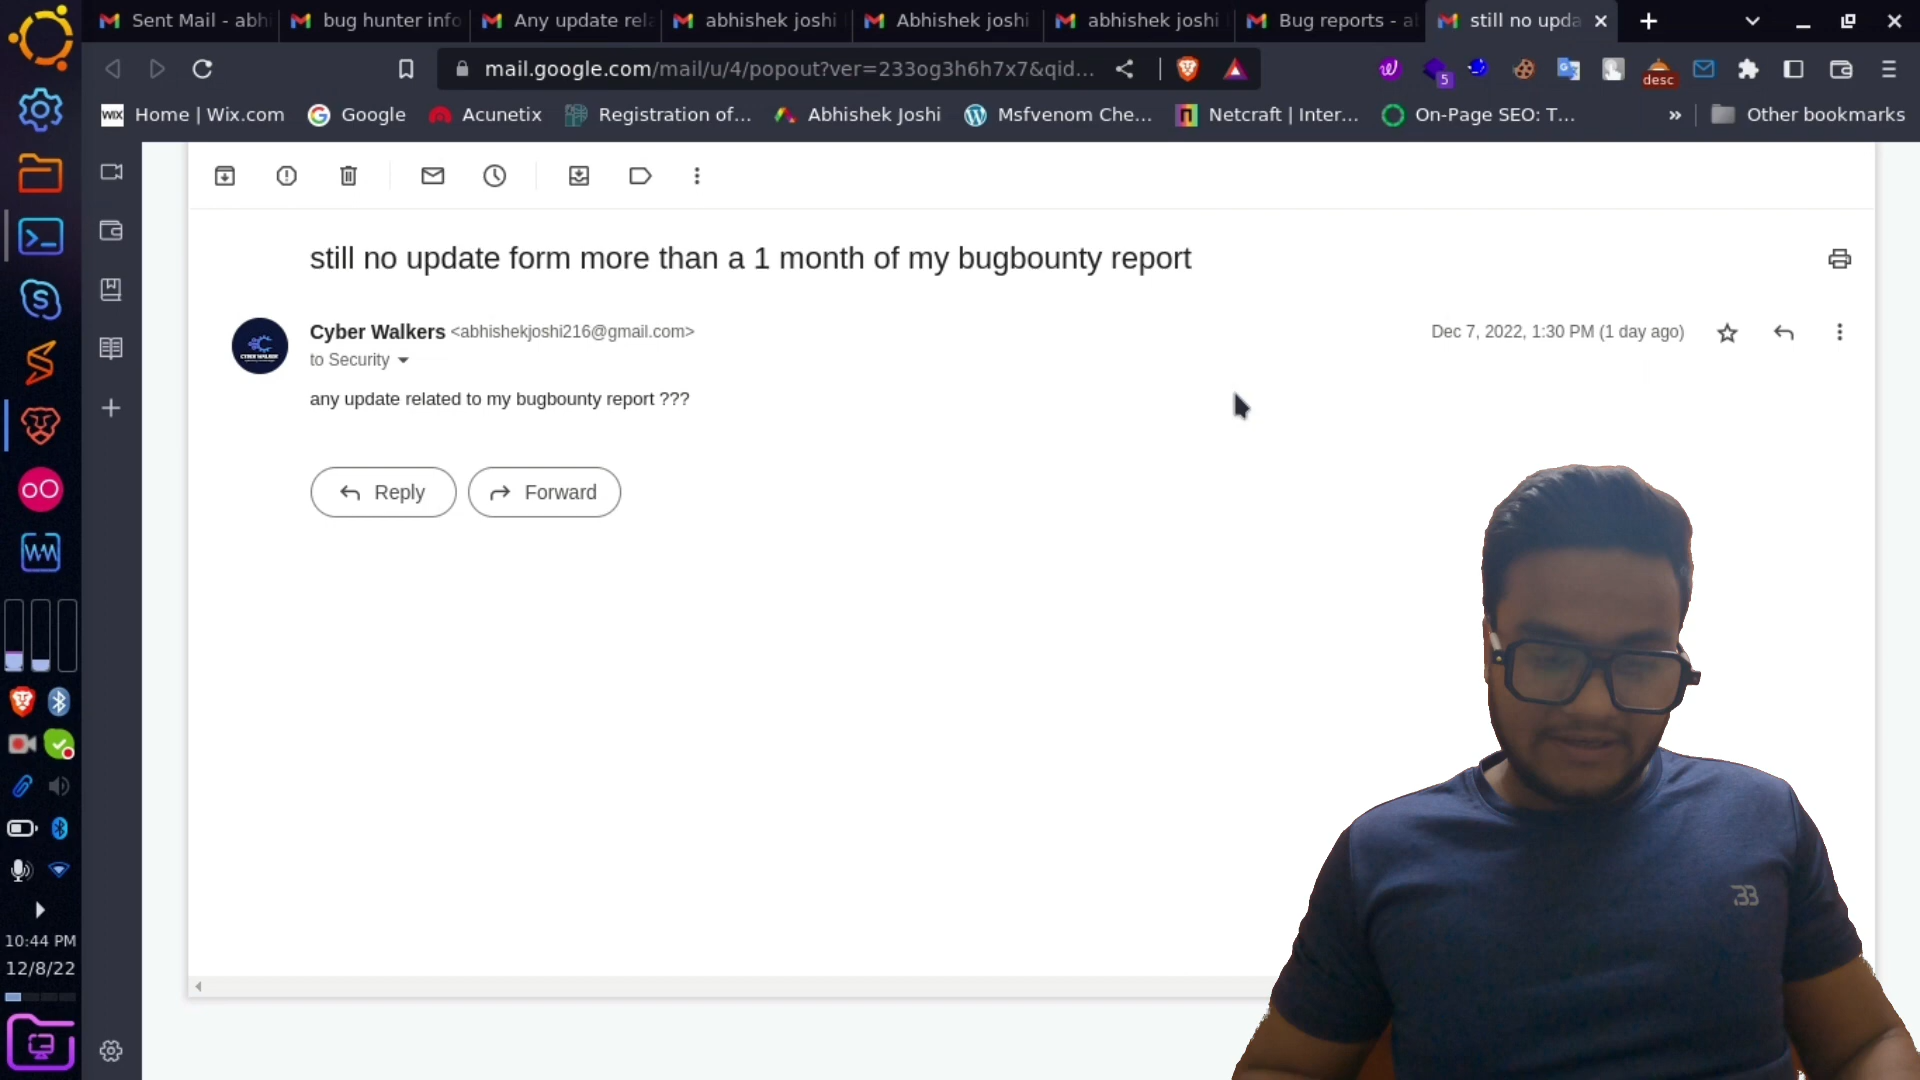 Sent Mail - abh
bug hunter info
Any update rel
abhishek joshi
Abhishek joshi
abhishek joshi
Bug reports - a
still no upda
mail.google.com/mail/u/4/popout?ver=233og3h6h7x7&qid...
5
desc
WIX
Home | Wix.com
Google
Acunetix
Registration of...
Abhishek Joshi
Msfvenom Che...
Netcraft | Inter...
On-Page SEO: T...
»
Other bookmarks
still no update form more than a 1 month of my bugbounty report
Cyber Walkers <abhishekjoshi216@gmail.com>
Dec 7, 2022, 1:30 PM (1 day ago)
to Security
any update related to my bugbounty report ???
Reply
Forward
10:44 PM
12/8/22